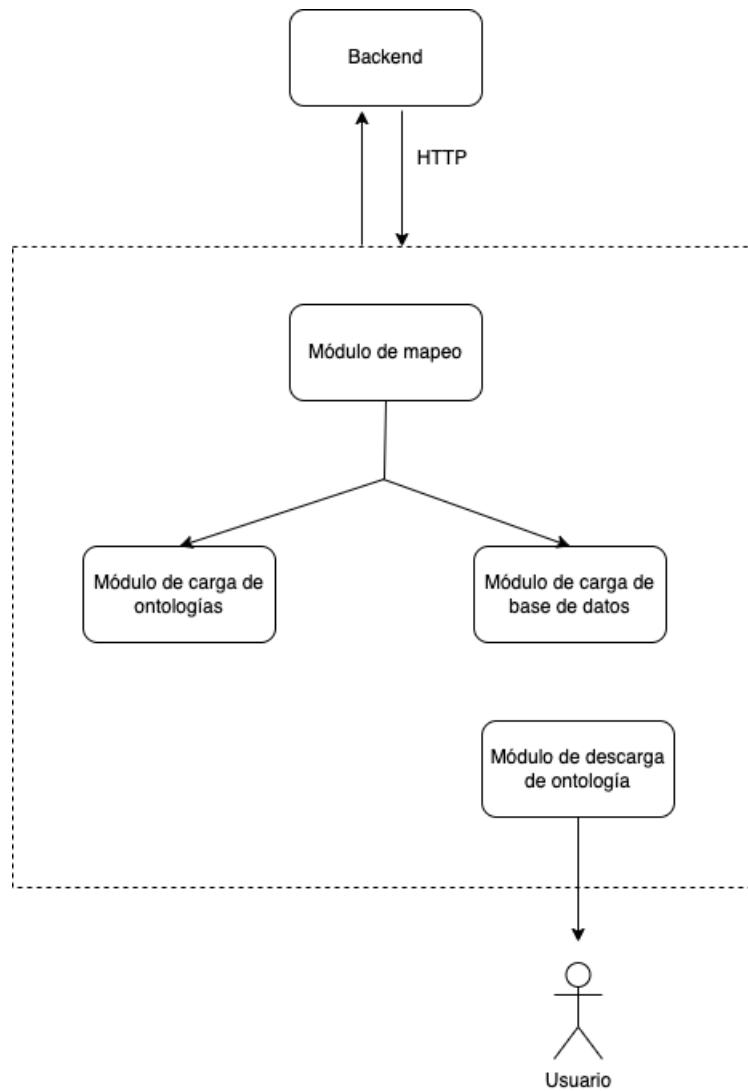 Backend
HTTP
Módulo de mapeo
Módulo de carga de
ontologías
Módulo de carga de
base de datos
Módulo de descarga
de ontología
Usuario